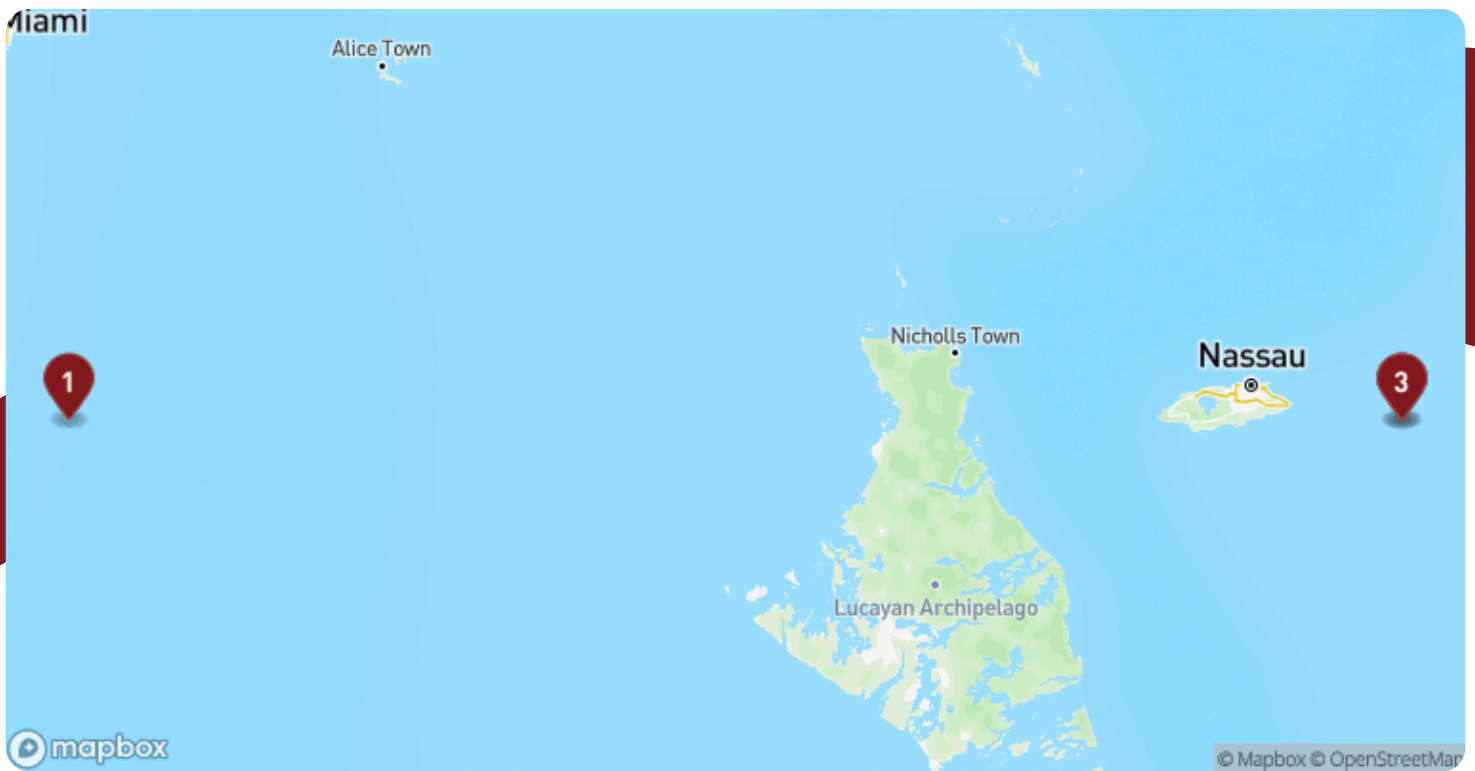 Miami
Alice Town
Nicholls Town
Nassau
1
3
Lucayan Archipelago
mapbox
© Mapbox © OpenStreetMap